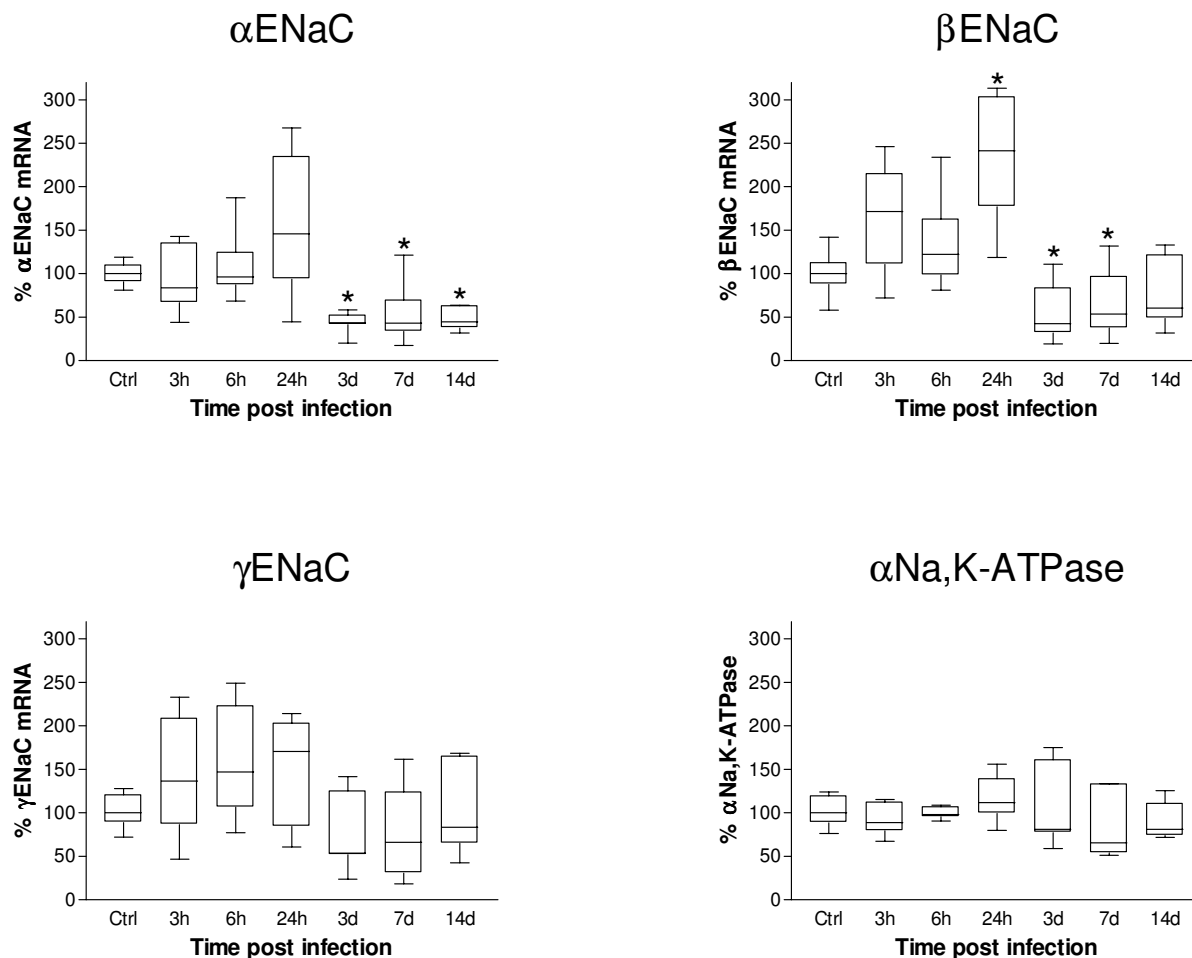 αENaC
% αENaC mRNA
300
250
200
150
100
50
0
*
*
*
Ctrl 3h 6h 24h 3d 7d 14d
Time post infection
βENaC
% βENaC mRNA
300
250
200
150
100
50
0
*
*
*
Ctrl 3h 6h 24h 3d 7d 14d
Time post infection
γENaC
% γENaC mRNA
300
250
200
150
100
50
0
Ctrl 3h 6h 24h 3d 7d 14d
Time post infection
αNa,K-ATPase
% αNa,K-ATPase
300
250
200
150
100
50
0
Ctrl 3h 6h 24h 3d 7d 14d
Time post infection